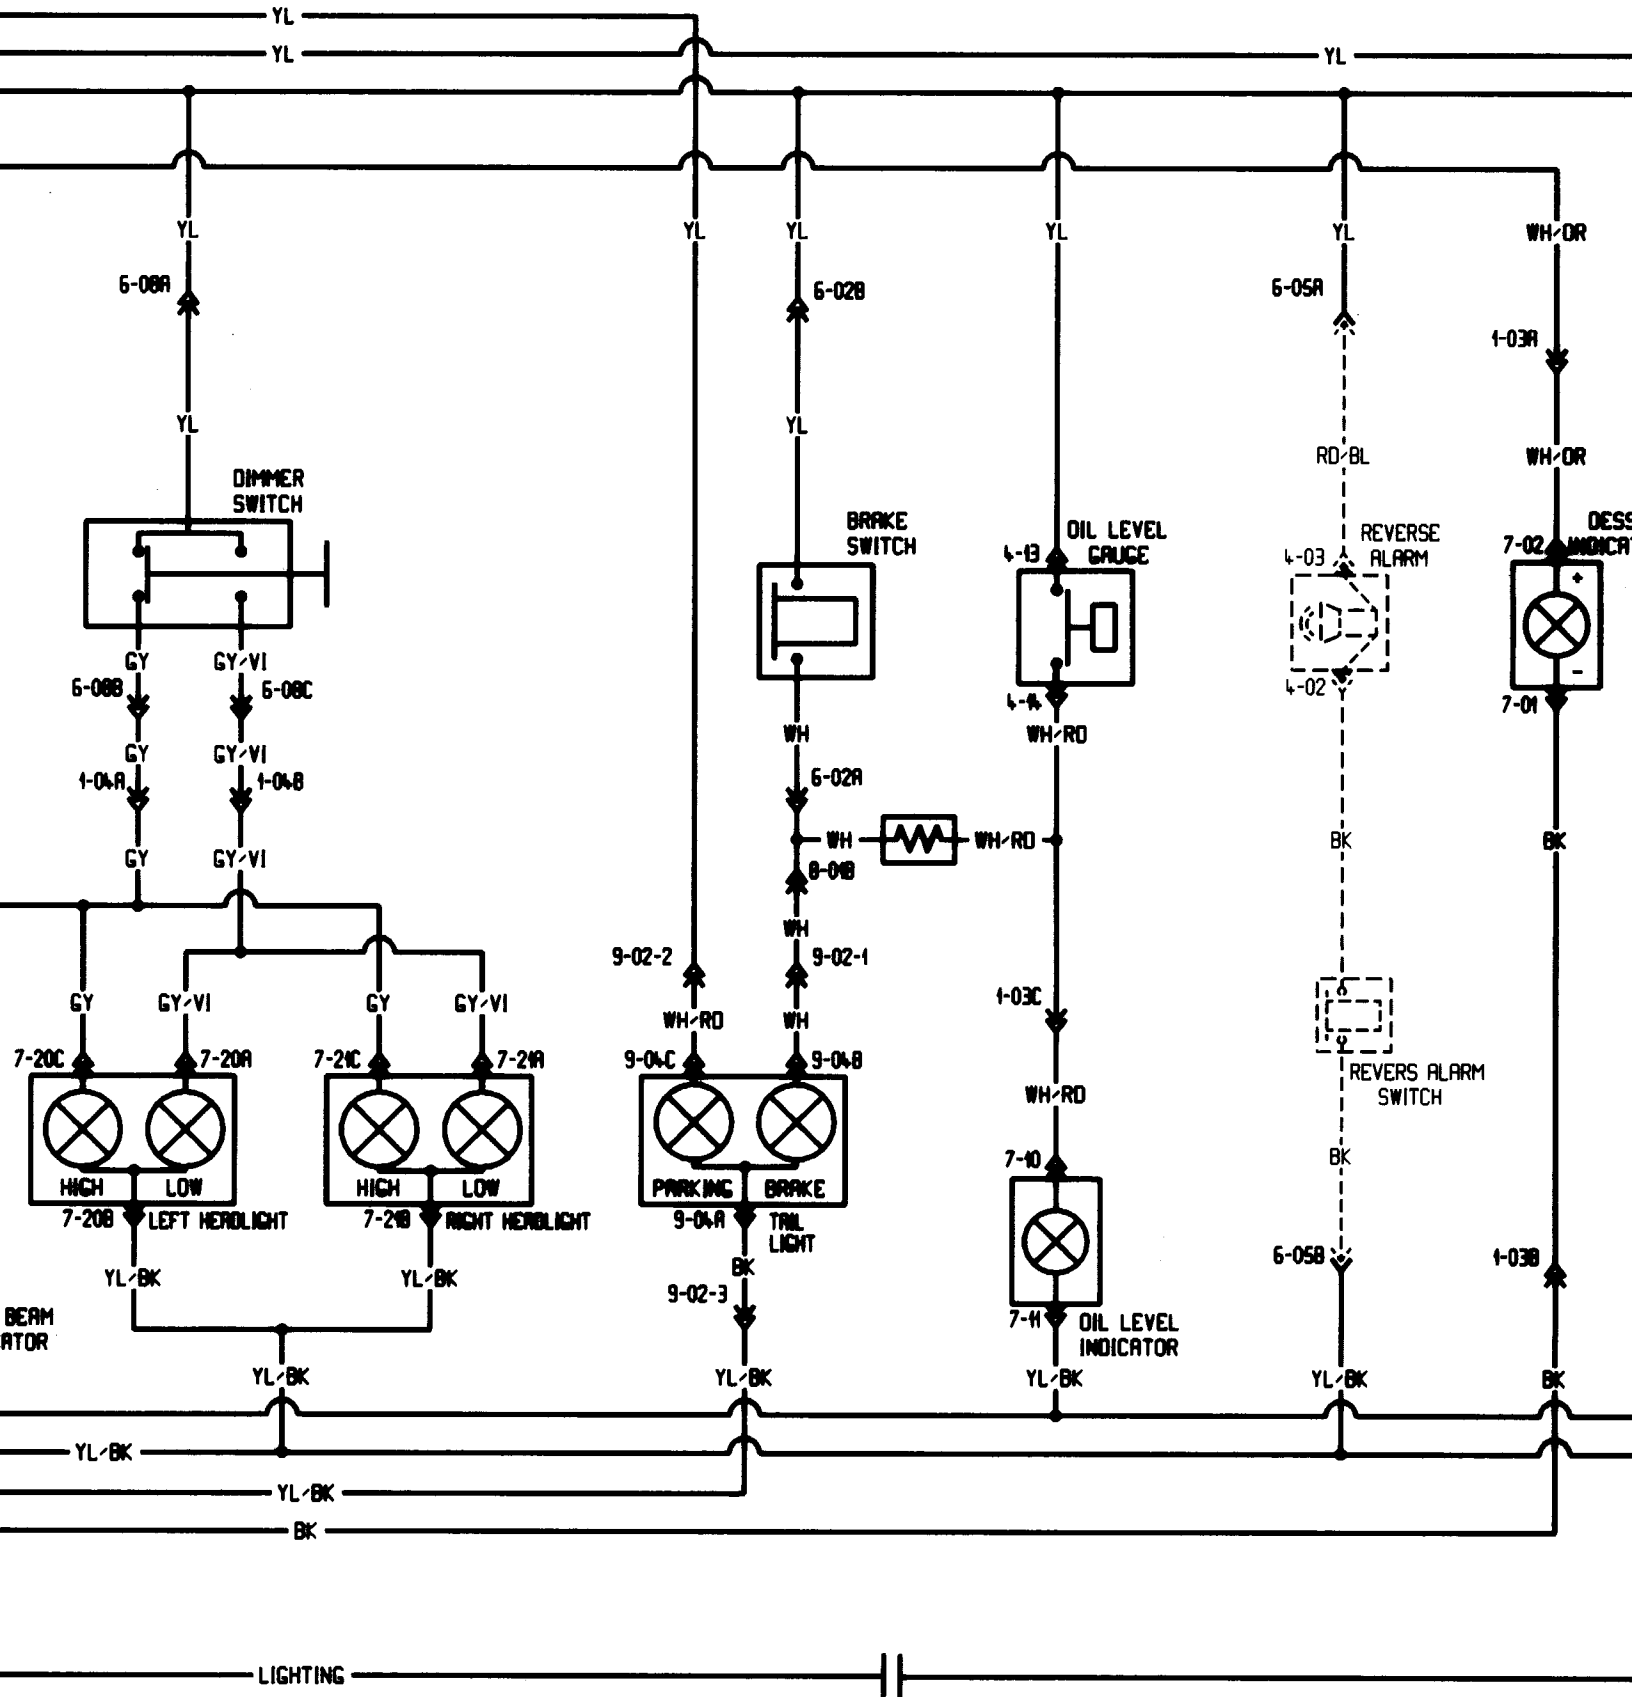 YL
YL
YL
YL
YL
YL
YL
YL
WH/OR
6-08A
6-02B
6-05A
1-03A
YL
YL
RD/BL
WH/OR
DIMMER
SWITCH
BRAKE
SWITCH
OIL LEVEL
GAUGE
4-13
REVERSE
ALARM
4-03
DESS
7-02
INDICAT
+
-
GY
GY/VI
6-08B
6-08C
4-14
4-02
7-01
GY
GY/VI
WH
WH/RD
1-04A
1-04B
6-02A
GY
GY/VI
WH
WH/RD
BK
BK
8-01B
WH
9-02-2
9-02-1
GY
GY/VI
GY
GY/VI
WH/RD
WH
1-03C
7-20C
7-20A
7-21C
7-21A
9-04C
9-04B
WH/RD
REVERS ALARM
SWITCH
HIGH
LOW
HIGH
LOW
PARKING
BRAKE
7-10
BK
7-20B
LEFT HEADLIGHT
7-21B
RIGHT HEADLIGHT
9-04A
TAIL
LIGHT
YL/BK
YL/BK
BK
9-02-3
6-05B
1-03B
BEAM
ATOR
7-11
OIL LEVEL
INDICATOR
YL/BK
YL/BK
YL/BK
YL/BK
BK
YL/BK
YL/BK
BK
LIGHTING